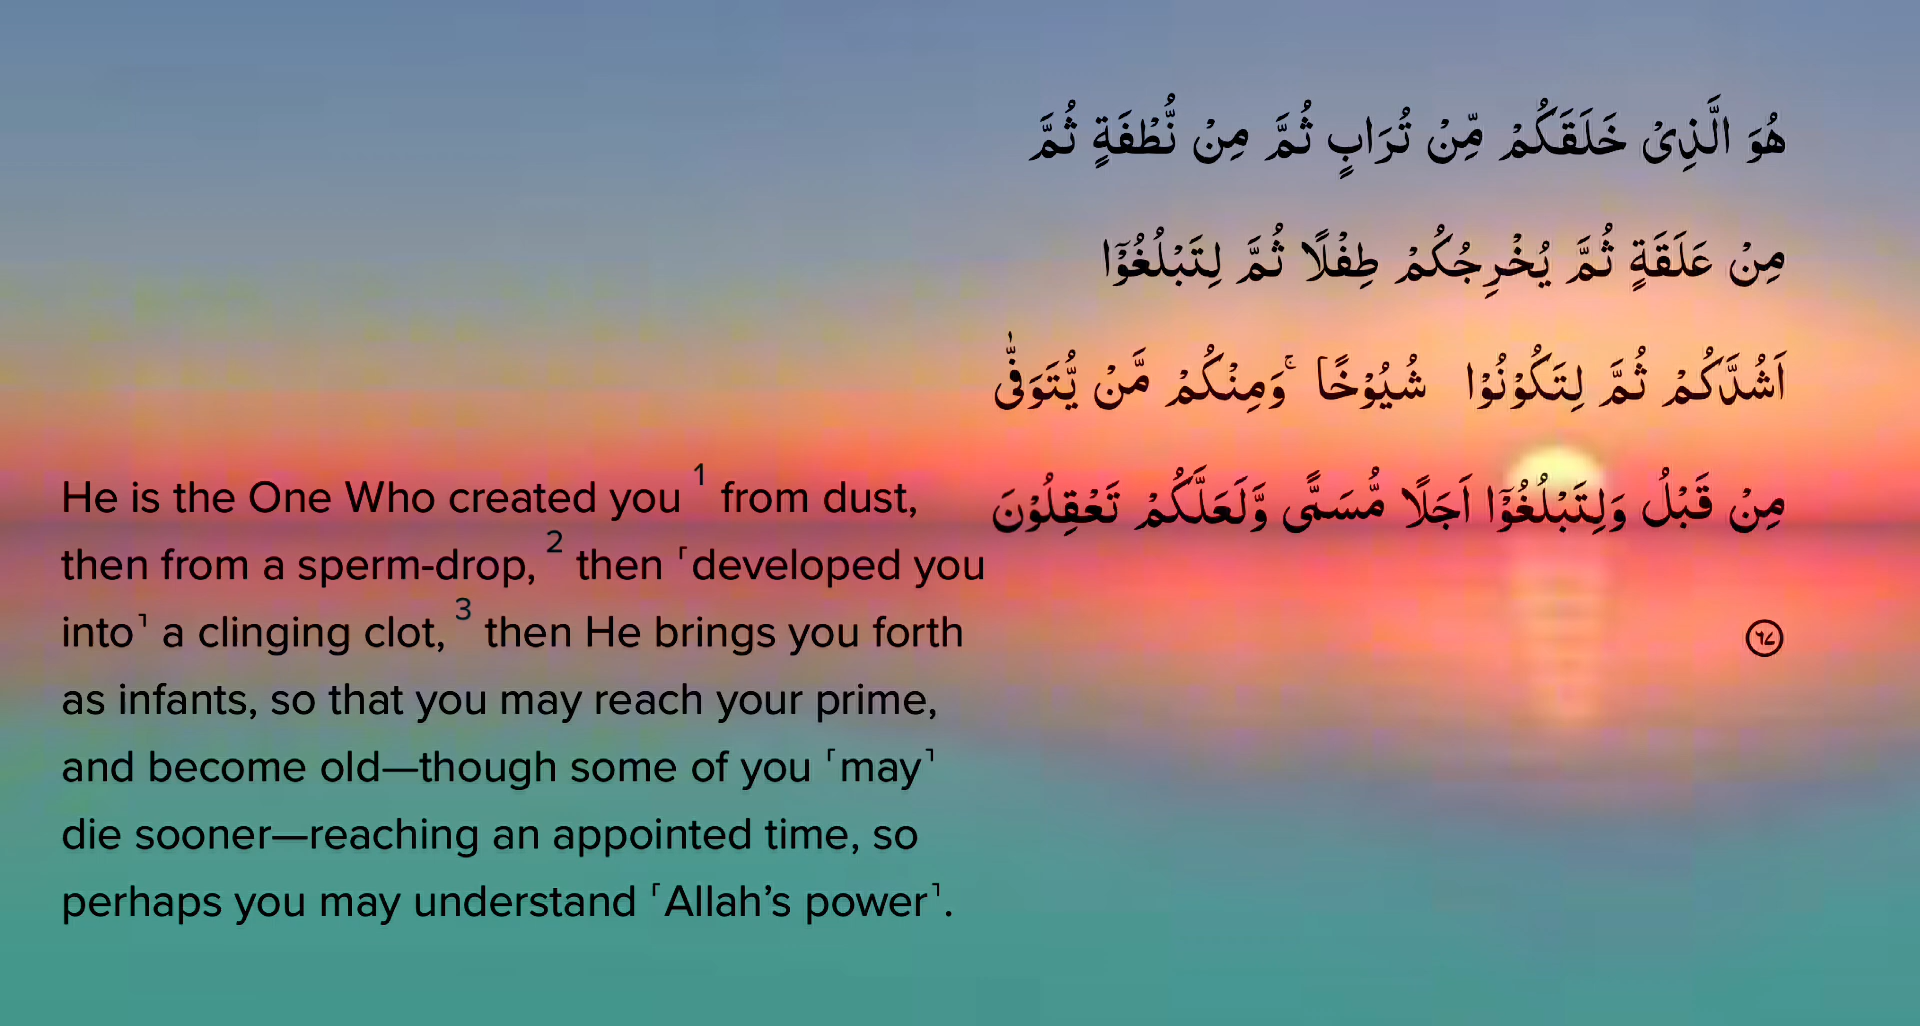 هُوَ الَّذِیْ خَلَقَكُمْ مِّنْ تُرَابٍ ثُمَّ مِنْ نُّطْفَةٍ ثُمَّ
مِنْ عَلَقَةٍ ثُمَّ یُخْرِجُكُمْ طِفْلًا ثُمَّ لِتَبْلُغُوْۤا
اَشُدَّكُمْ ثُمَّ لِتَكُوْنُوْا شُیُوْخًا ۚ وَمِنْكُمْ مَّنْ یُّتَوَفّٰی
مِنْ قَبْلُ وَلِتَبْلُغُوْۤا اَجَلًا مُّسَمًّی وَّلَعَلَّكُمْ تَعْقِلُوْنَ
٦٧
He is the One Who created you 1 from dust,
then from a sperm-drop, 2 then ˹developed you
into˺ a clinging clot, 3 then He brings you forth
as infants, so that you may reach your prime,
and become old—though some of you ˹may˺
die sooner—reaching an appointed time, so
perhaps you may understand ˹Allah’s power˺.